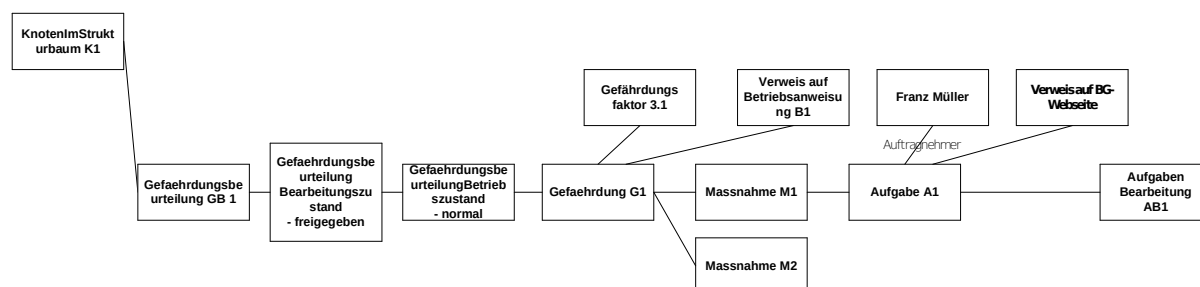 KnotenImStrukt
urbaum K1
Gefährdungs
faktor 3.1
Verweis auf
Betriebsanweisu
ng B1
Franz Müller
Verweis auf BG-
Webseite
Auftragnehmer
Gefaehrdungsbe
urteilung GB 1
Gefaehrdungsbe
urteilung
Bearbeitungszu
stand
- freigegeben
Gefaehrdungsbe
urteilungBetrieb
szustand
- normal
Gefaehrdung G1
Massnahme M1
Aufgabe A1
Aufgaben
Bearbeitung
AB1
Massnahme M2